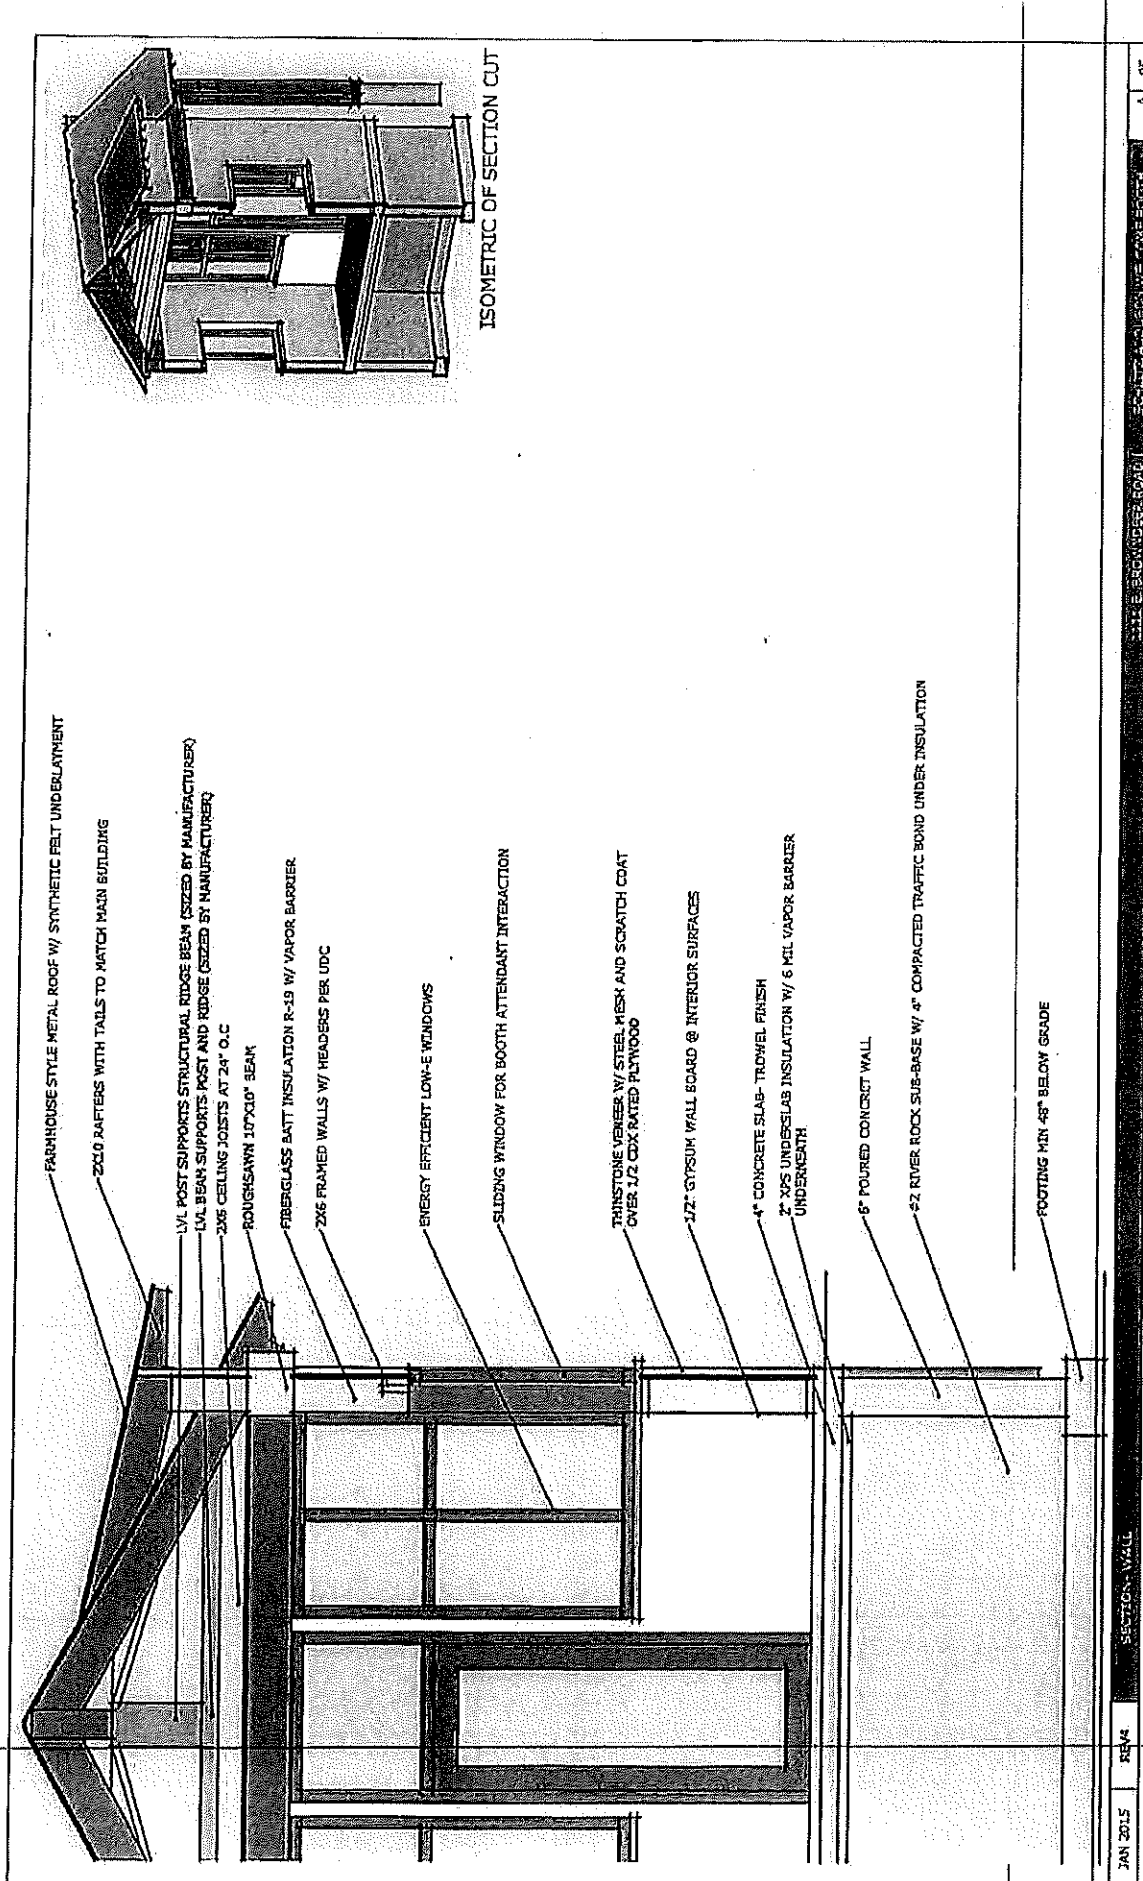 FARMHOUSE STYLE METAL ROOF W/ SYNTHETIC FELT UNDERLAYMENT
2X10 RAFTERS WITH TAILS TO MATCH MAIN BUILDING
LVL POST SUPPORTS STRUCTURAL RIDGE BEAM (SIZED BY MANUFACTURER)
LVL BEAM SUPPORTS POST AND RIDGE (SIZED BY MANUFACTURER)
2X6 CEILING JOISTS AT 24" O.C
ROUGHSAWN 10"X10" BEAM
FIBERGLASS BATT INSULATION R-19 W/ VAPOR BARRIER
2X6 FRAMED WALLS W/ HEADERS PER UDC
ENERGY EFFICIENT LOW-E WINDOWS
SLIDING WINDOW FOR BOOTH ATTENDANT INTERACTION
THINSTONE VENEER W/ STEEL MESH AND SCRATCH COAT
OVER 1/2 CDX RATED PLYWOOD
1/2" GYPSUM WALL BOARD @ INTERIOR SURFACES
4" CONCRETE SLAB- TROWEL FINISH
2" XPS UNDERSLAB INSULATION W/ 6 MIL VAPOR BARRIER
UNDERNEATH
6" POURED CONCRET WALL
#2 RIVER ROCK SUB-BASE W/ 4" COMPACTED TRAFFIC BOND UNDER INSULATION
FOOTING MIN 48" BELOW GRADE
ISOMETRIC OF SECTION CUT
JAN 2015
REV4
SECTION: WALL